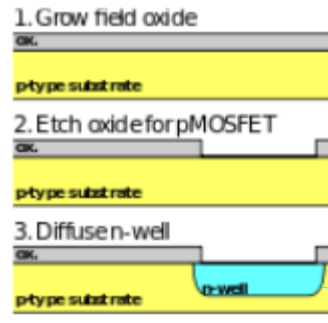 1. Grow field oxide
ox.
p-type substrate
2. Etch oxide for pMOSFET
ox.
p-type substrate
3. Diffuse n-well
ox.
n-well
p-type substrate